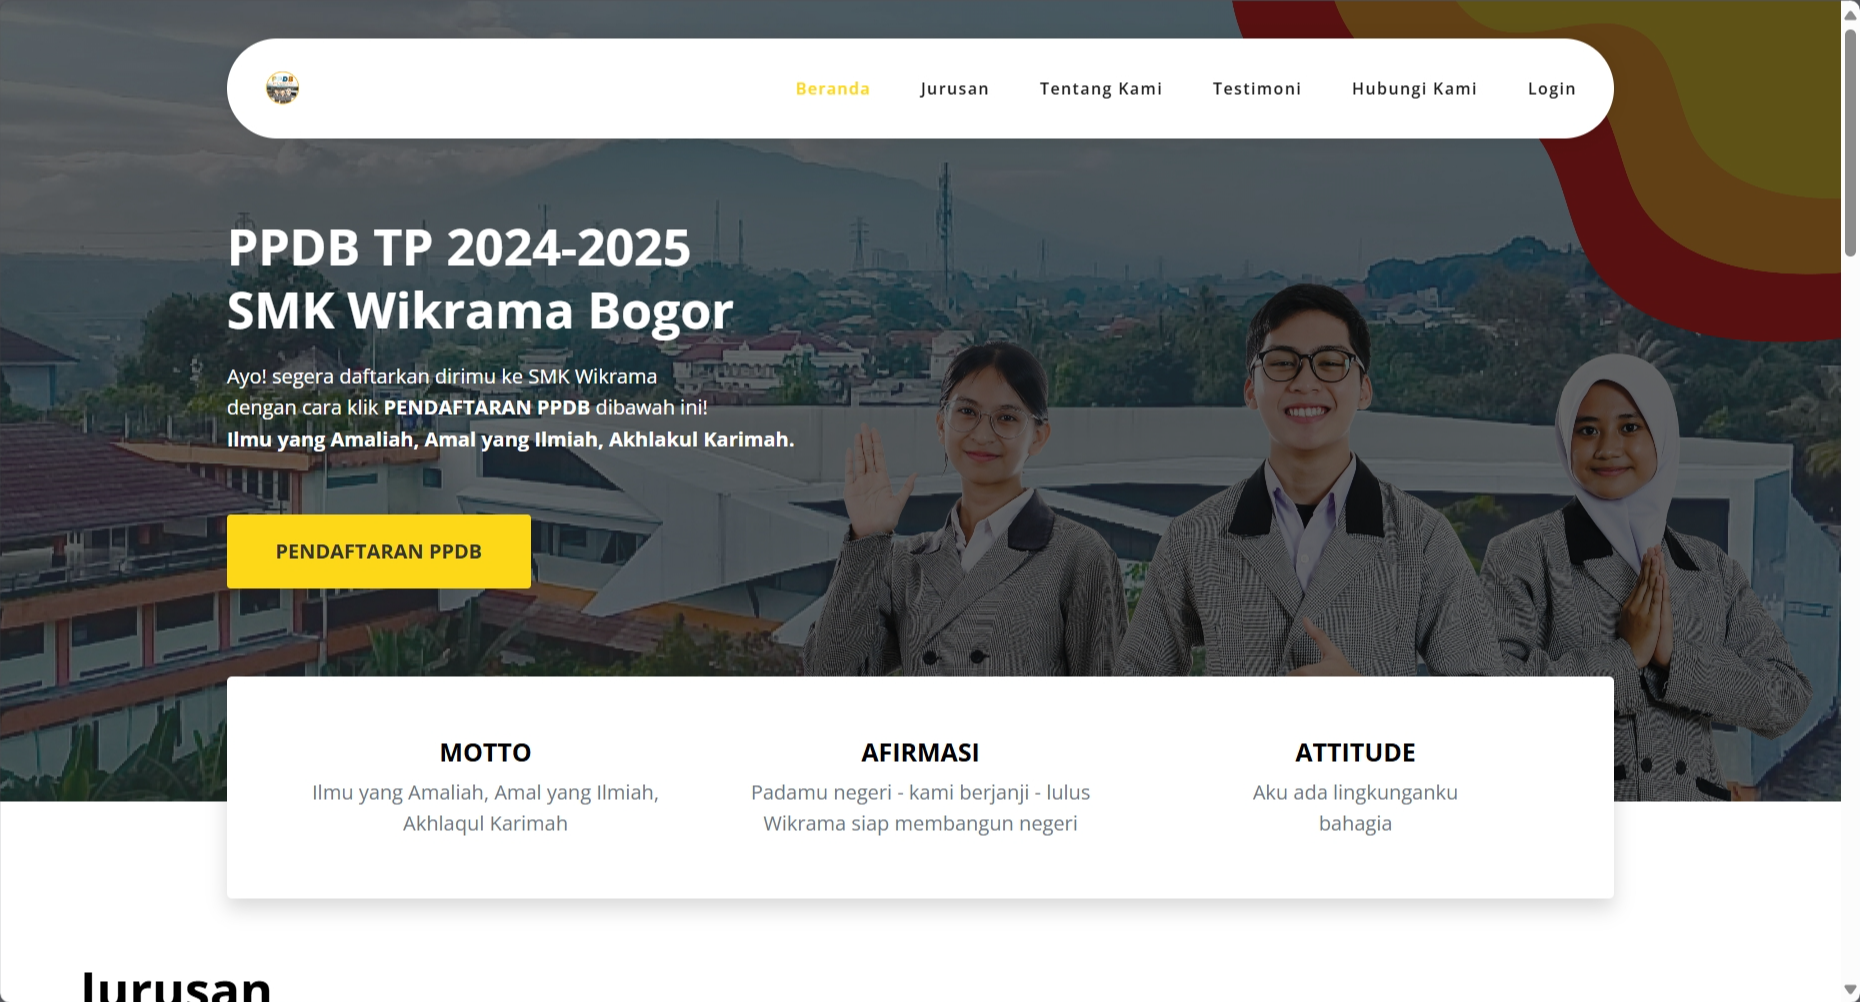 PPDB
Beranda
Jurusan
Tentang Kami
Testimoni
Hubungi Kami
Login
PPDB TP 2024-2025
SMK Wikrama Bogor
Ayo! segera daftarkan dirimu ke SMK Wikrama
dengan cara klik PENDAFTARAN PPDB dibawah ini!
Ilmu yang Amaliah, Amal yang Ilmiah, Akhlakul Karimah.
PENDAFTARAN PPDB
MOTTO
Ilmu yang Amaliah, Amal yang Ilmiah,
Akhlaqul Karimah
AFIRMASI
Padamu negeri - kami berjanji - lulus
Wikrama siap membangun negeri
ATTITUDE
Aku ada lingkunganku
bahagia
Jurusan